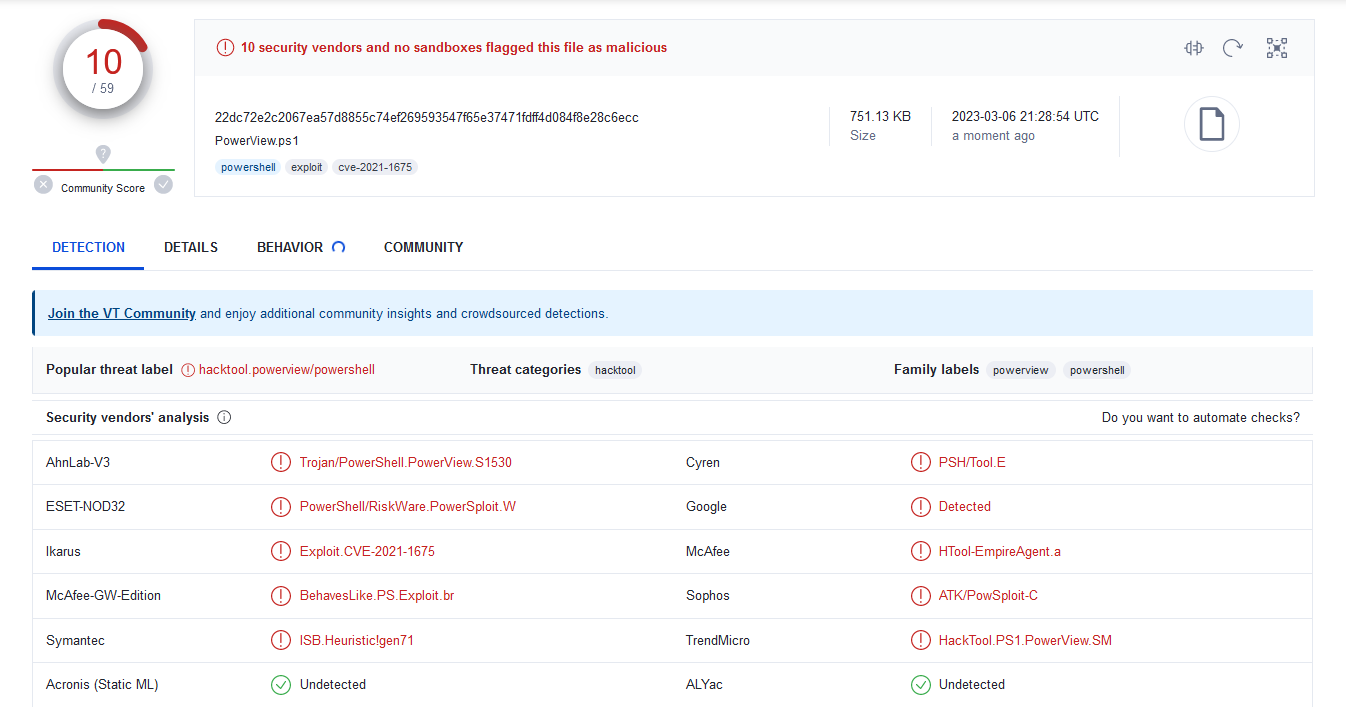 10
/ 59
Community Score
10 security vendors and no sandboxes flagged this file as malicious
22dc72e2c2067ea57d8855c74ef269593547f65e37471fdff4d084f8e28c6ecc
PowerView.ps1
powershell exploit cve-2021-1675
751.13 KB
Size
2023-03-06 21:28:54 UTC
a moment ago
DETECTION DETAILS BEHAVIOR COMMUNITY
Join the VT Community and enjoy additional community insights and crowdsourced detections.
Popular threat label hacktool.powerview/powershell Threat categories hacktool Family labels powerview powershell
Security vendors' analysis Do you want to automate checks?
AhnLab-V3 Trojan/PowerShell.PowerView.S1530 Cyren PSH/Tool.E
ESET-NOD32 PowerShell/RiskWare.PowerSploit.W Google Detected
Ikarus Exploit.CVE-2021-1675 McAfee HTool-EmpireAgent.a
McAfee-GW-Edition BehavesLike.PS.Exploit.br Sophos ATK/PowSploit-C
Symantec ISB.Heuristic!gen71 TrendMicro HackTool.PS1.PowerView.SM
Acronis (Static ML) Undetected ALYac Undetected